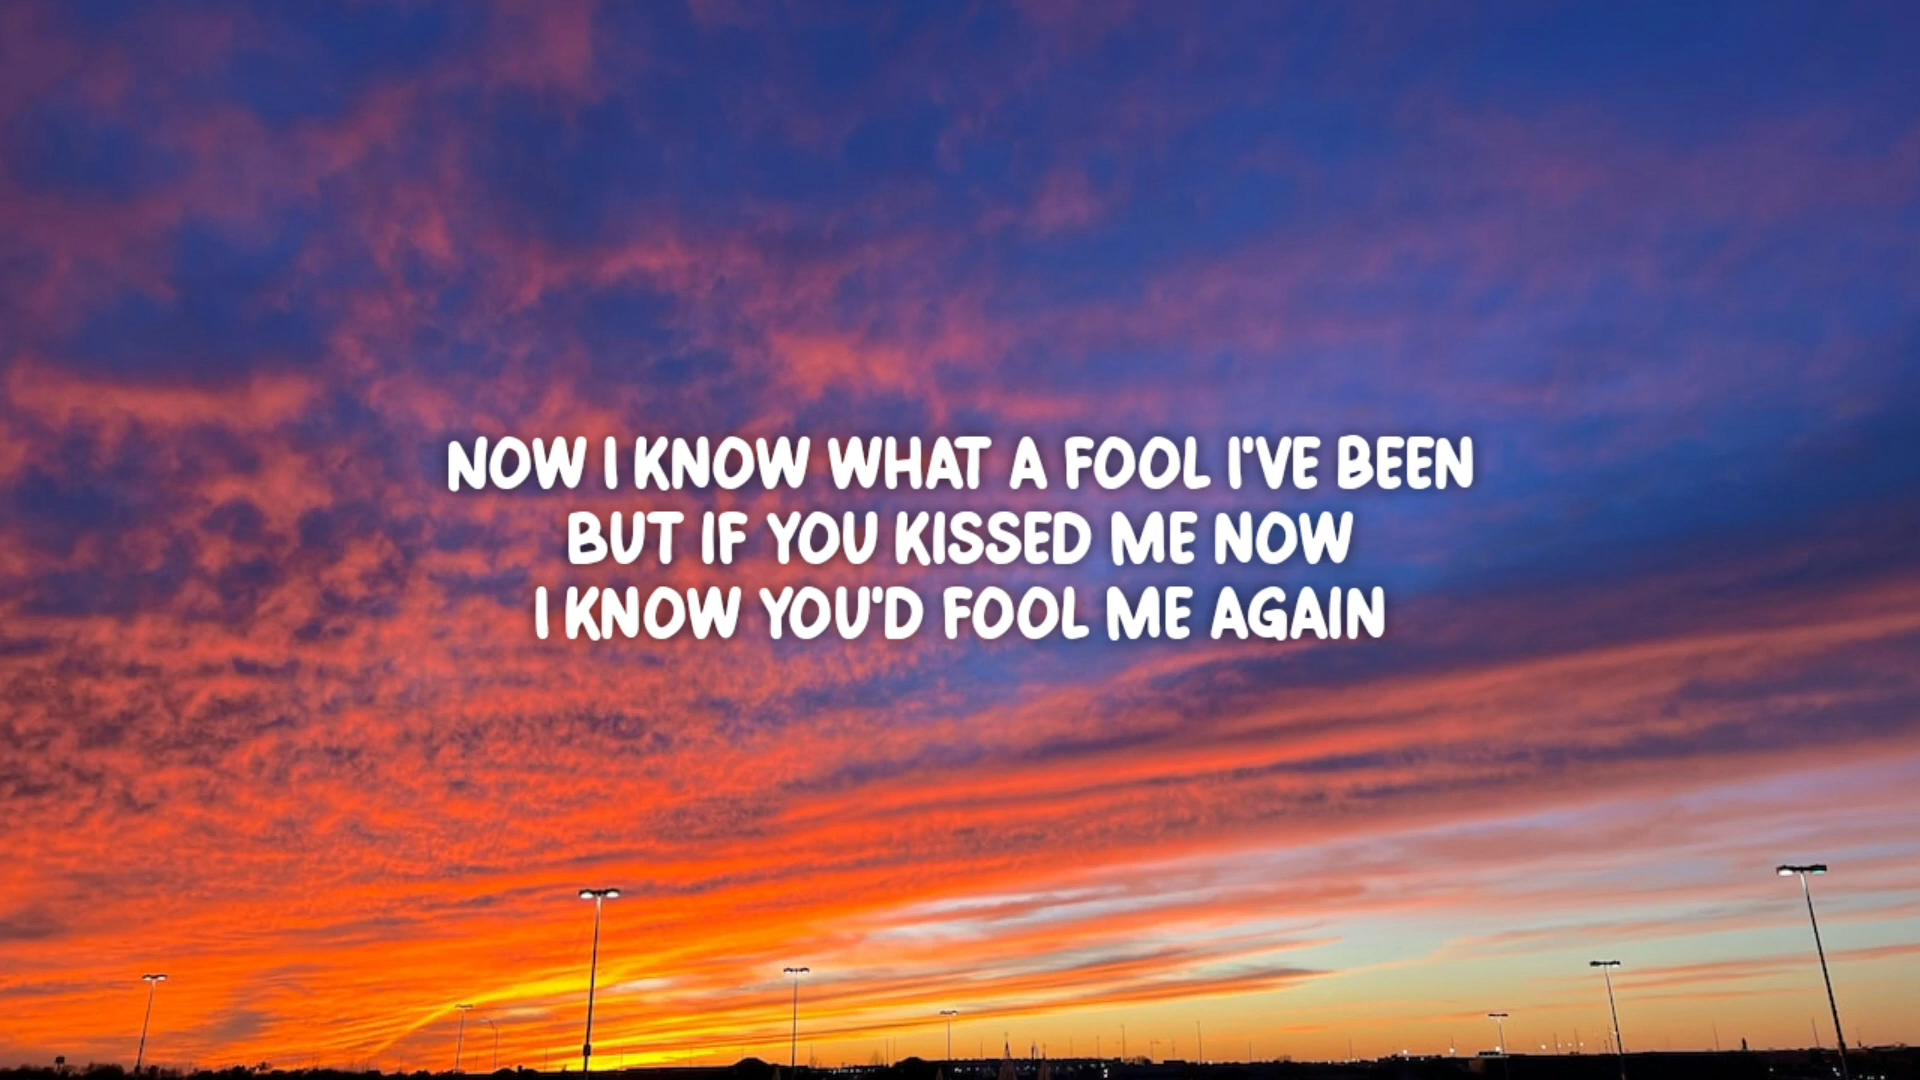 NOW I KNOW WHAT A FOOL I'VE BEEN
BUT IF YOU KISSED ME NOW
I KNOW YOU'D FOOL ME AGAIN